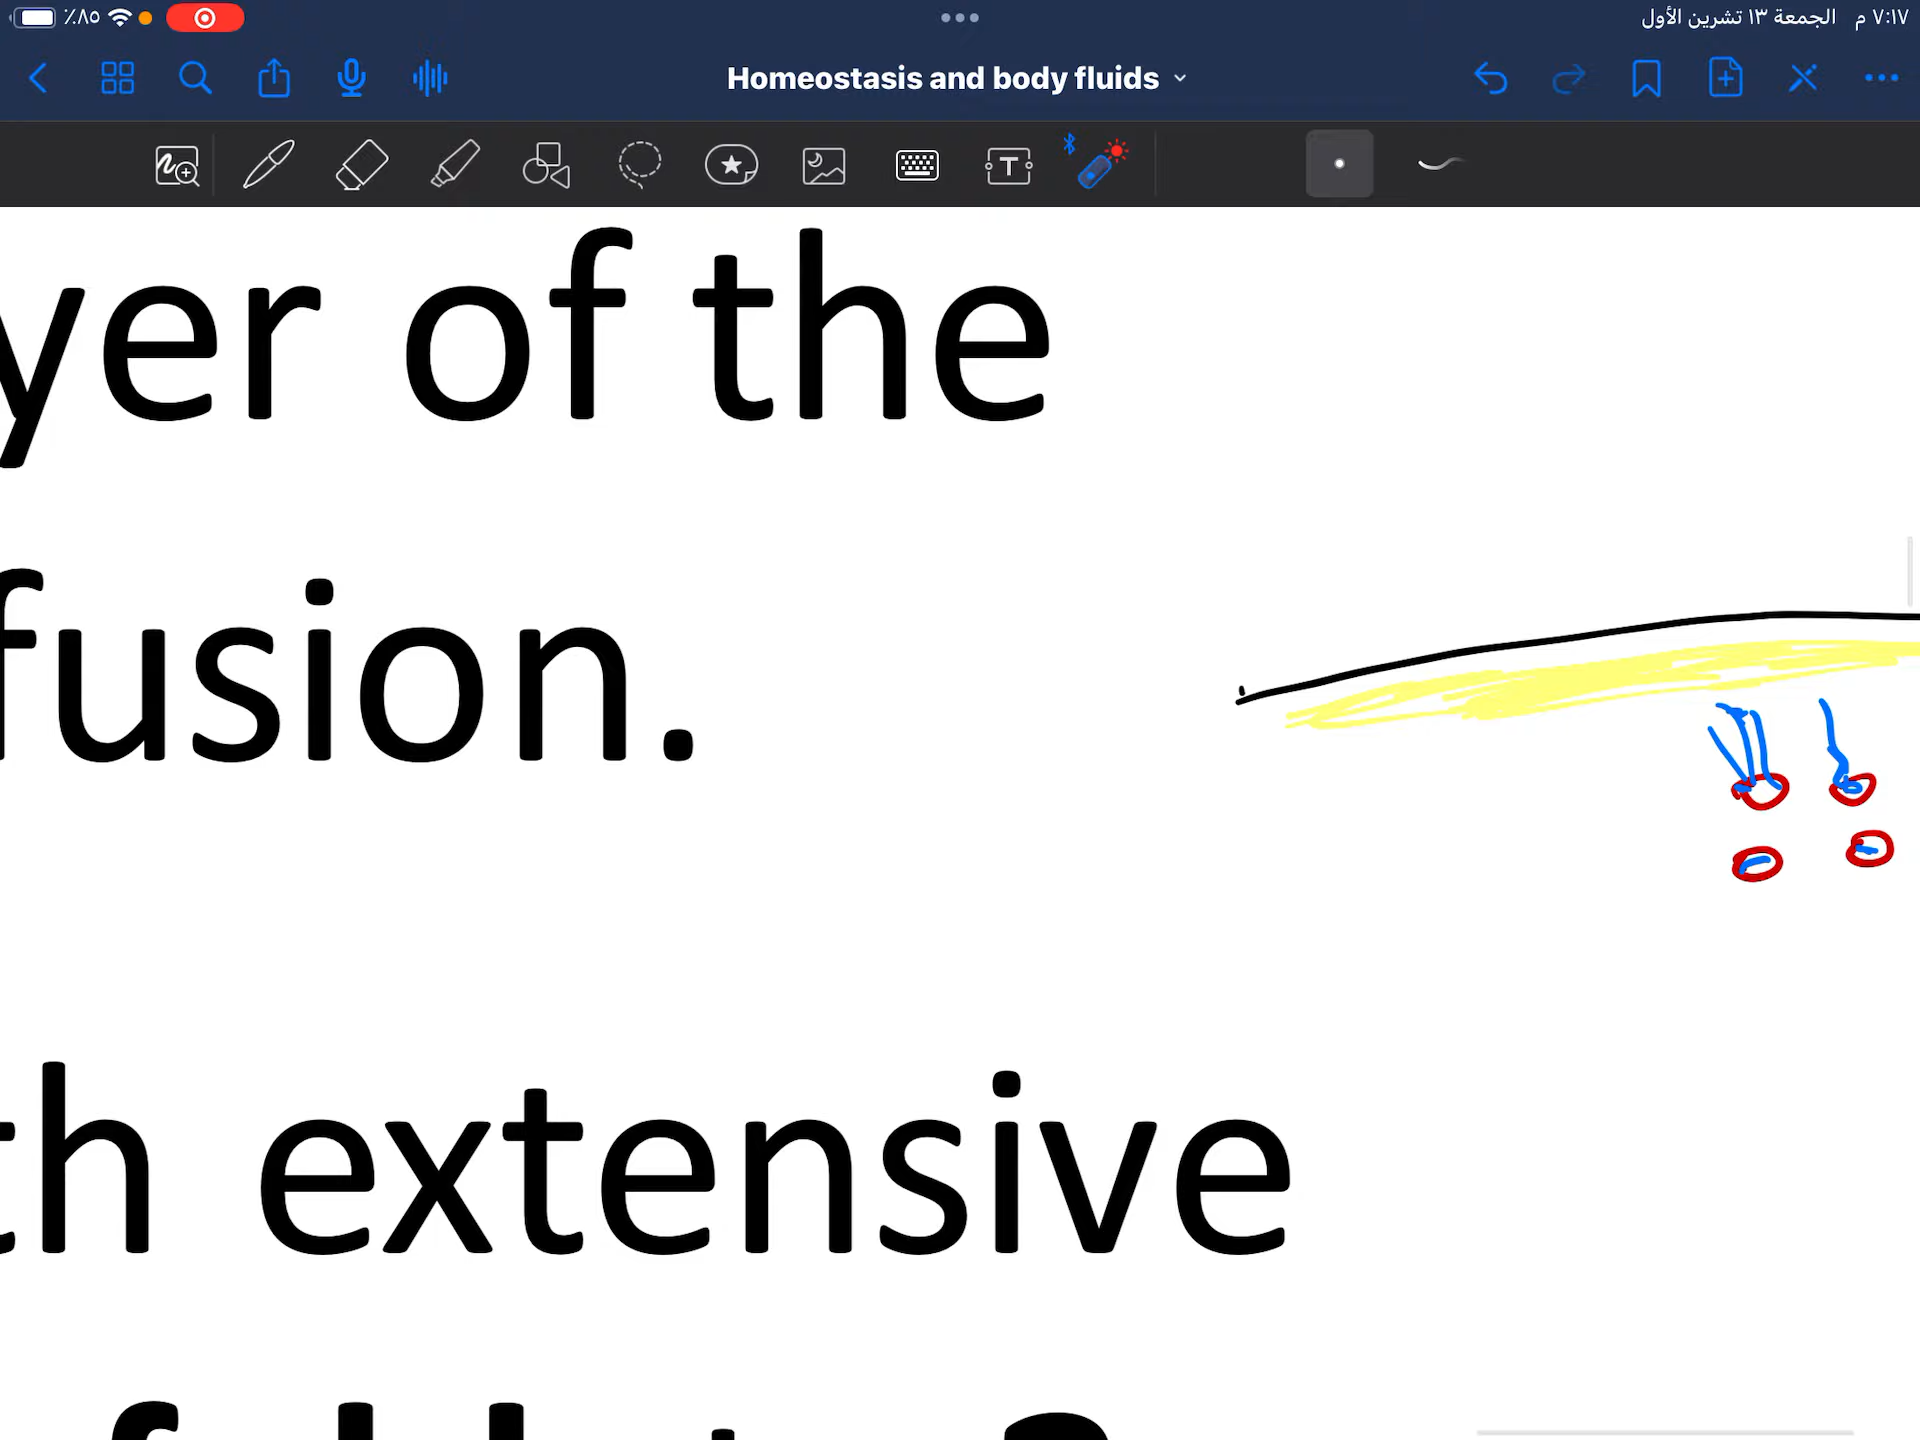 ٪٨٥
الجمعة ١٣ تشرين الأول ٧:١٧ م
Homeostasis and body fluids
T
yer of the
fusion.
th extensive